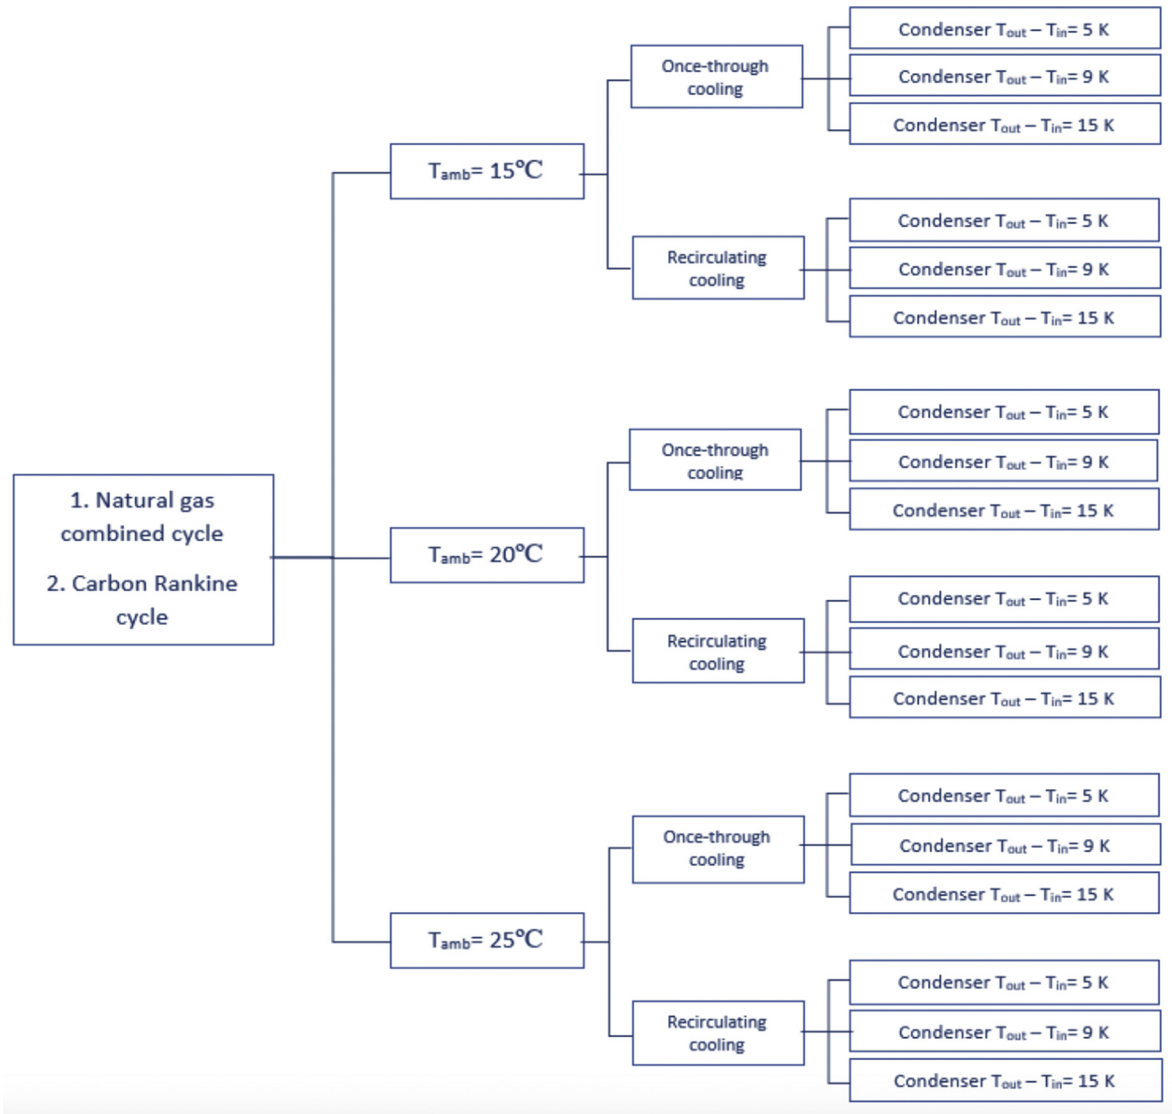 1. Natural gas
combined cycle
2. Carbon Rankine
cycle
Tamb= 15℃
Once-through
cooling
Condenser Tout – Tin= 5 K
Condenser Tout – Tin= 9 K
Condenser Tout – Tin= 15 K
Recirculating
cooling
Condenser Tout – Tin= 5 K
Condenser Tout – Tin= 9 K
Condenser Tout – Tin= 15 K
Tamb= 20℃
Once-through
cooling
Condenser Tout – Tin= 5 K
Condenser Tout – Tin= 9 K
Condenser Tout – Tin= 15 K
Recirculating
cooling
Condenser Tout – Tin= 5 K
Condenser Tout – Tin= 9 K
Condenser Tout – Tin= 15 K
Tamb= 25℃
Once-through
cooling
Condenser Tout – Tin= 5 K
Condenser Tout – Tin= 9 K
Condenser Tout – Tin= 15 K
Recirculating
cooling
Condenser Tout – Tin= 5 K
Condenser Tout – Tin= 9 K
Condenser Tout – Tin= 15 K